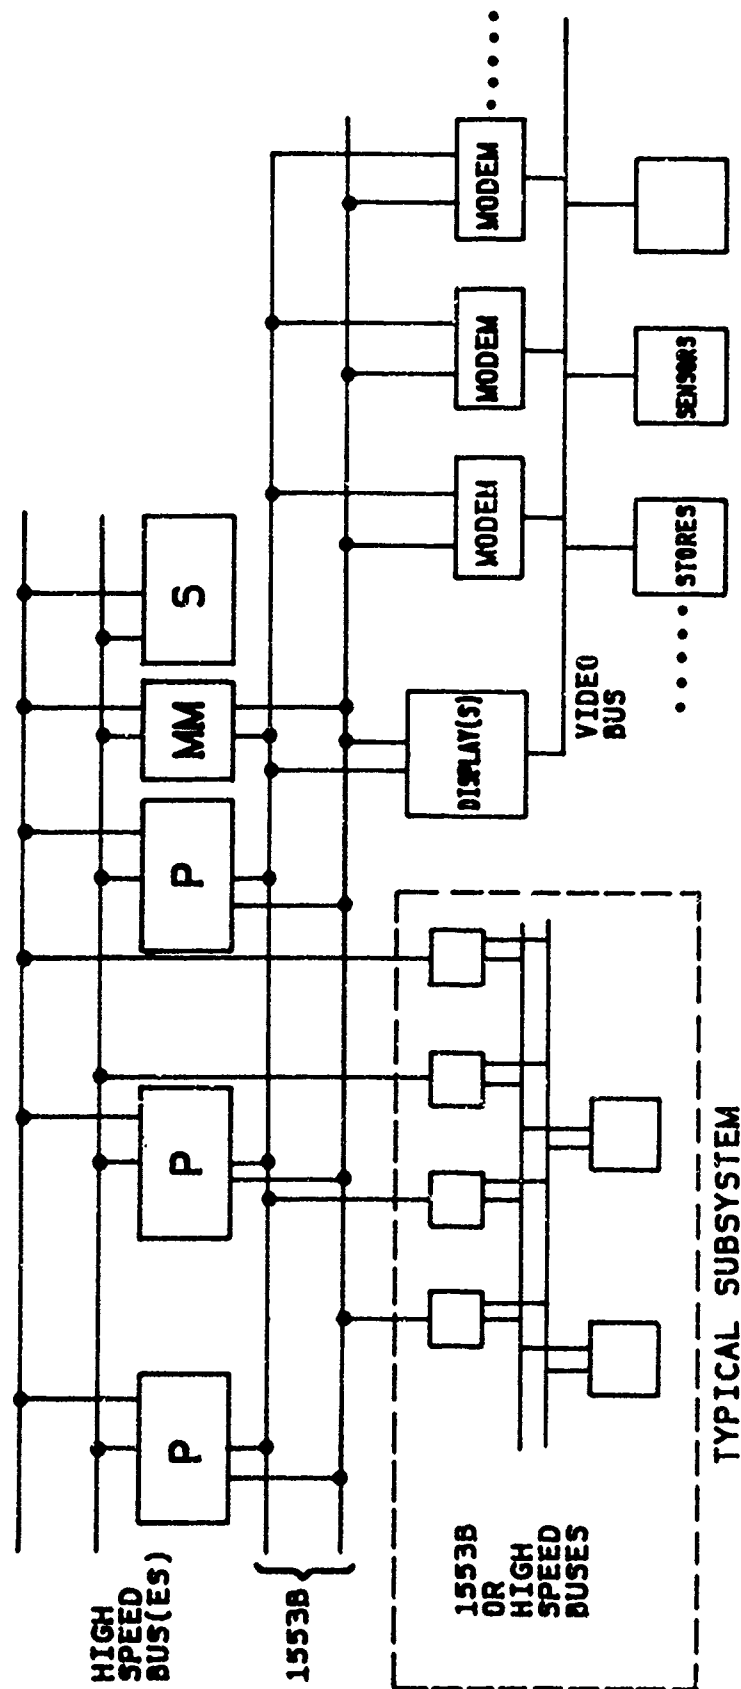 HIGH
SPEED
BUS(ES)
P
P
P
MM
S
1553B
1553B
OR
HIGH
SPEED
BUSES
DISPLAY(S)
MODEM
MODEM
MODEM
VIDEO
BUS
STORES
SENSORS
TYPICAL SUBSYSTEM